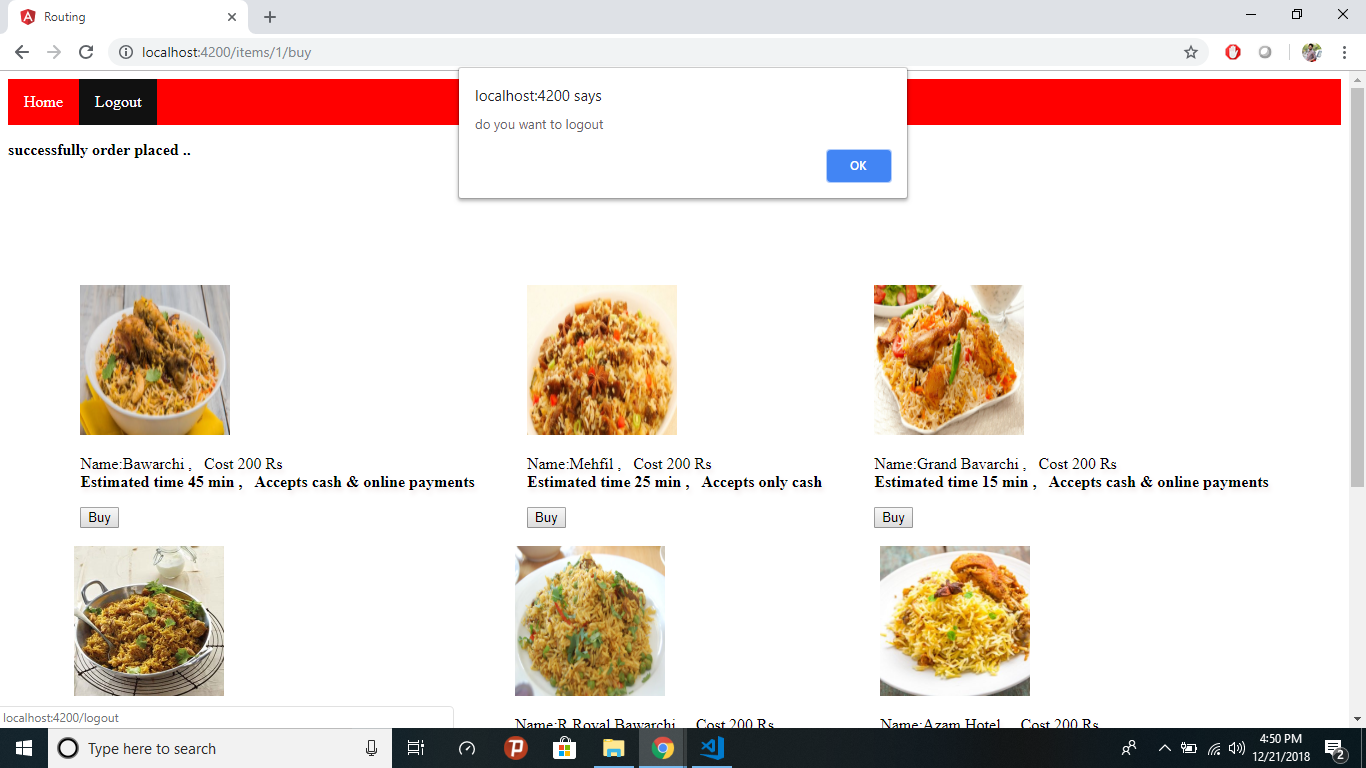 Routing
localhost:4200/items/1/buy
localhost:4200 says
do you want to logout
OK
Home Logout
successfully order placed ..
Name:Bawarchi , Cost 200 Rs
Estimated time 45 min , Accepts cash & online payments
Buy
Name:Mehfil , Cost 200 Rs
Estimated time 25 min , Accepts only cash
Buy
Name:Grand Bavarchi , Cost 200 Rs
Estimated time 15 min , Accepts cash & online payments
Buy
Name:R Royal Bawarchi , Cost 200 Rs
Name:Azam Hotel , Cost 200 Rs
localhost:4200/logout
Type here to search
4:50 PM
12/21/2018
2